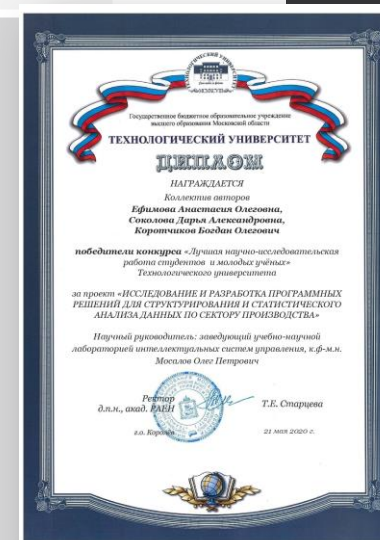 Государственное бюджетное образовательное учреждение
высшего образования Московской области
ТЕХНОЛОГИЧЕСКИЙ УНИВЕРСИТЕТ
ДИПЛОМ
НАГРАЖДАЕТСЯ
Коллектив авторов
Ефимова Анастасия Олеговна,
Соколова Дарья Александровна,
Коротчиков Богдан Олегович
победители конкурса «Лучшая научно-исследовательская
работа студентов и молодых учёных»
Технологического университета
за проект «ИССЛЕДОВАНИЕ И РАЗРАБОТКА ПРОГРАММНЫХ
РЕШЕНИЙ ДЛЯ СТРУКТУРИРОВАНИЯ И СТАТИСТИЧЕСКОГО
АНАЛИЗА ДАННЫХ ПО СЕКТОРУ ПРОИЗВОДСТВА»
Научный руководитель: заведующий учебно-научной
лабораторией интеллектуальных систем управления, к.ф-м.н.
Мосалов Олег Петрович
Ректор
д.п.н., акад. РАЕН
Т.Е. Старцева
г.о. Королёв
21 мая 2020 г.